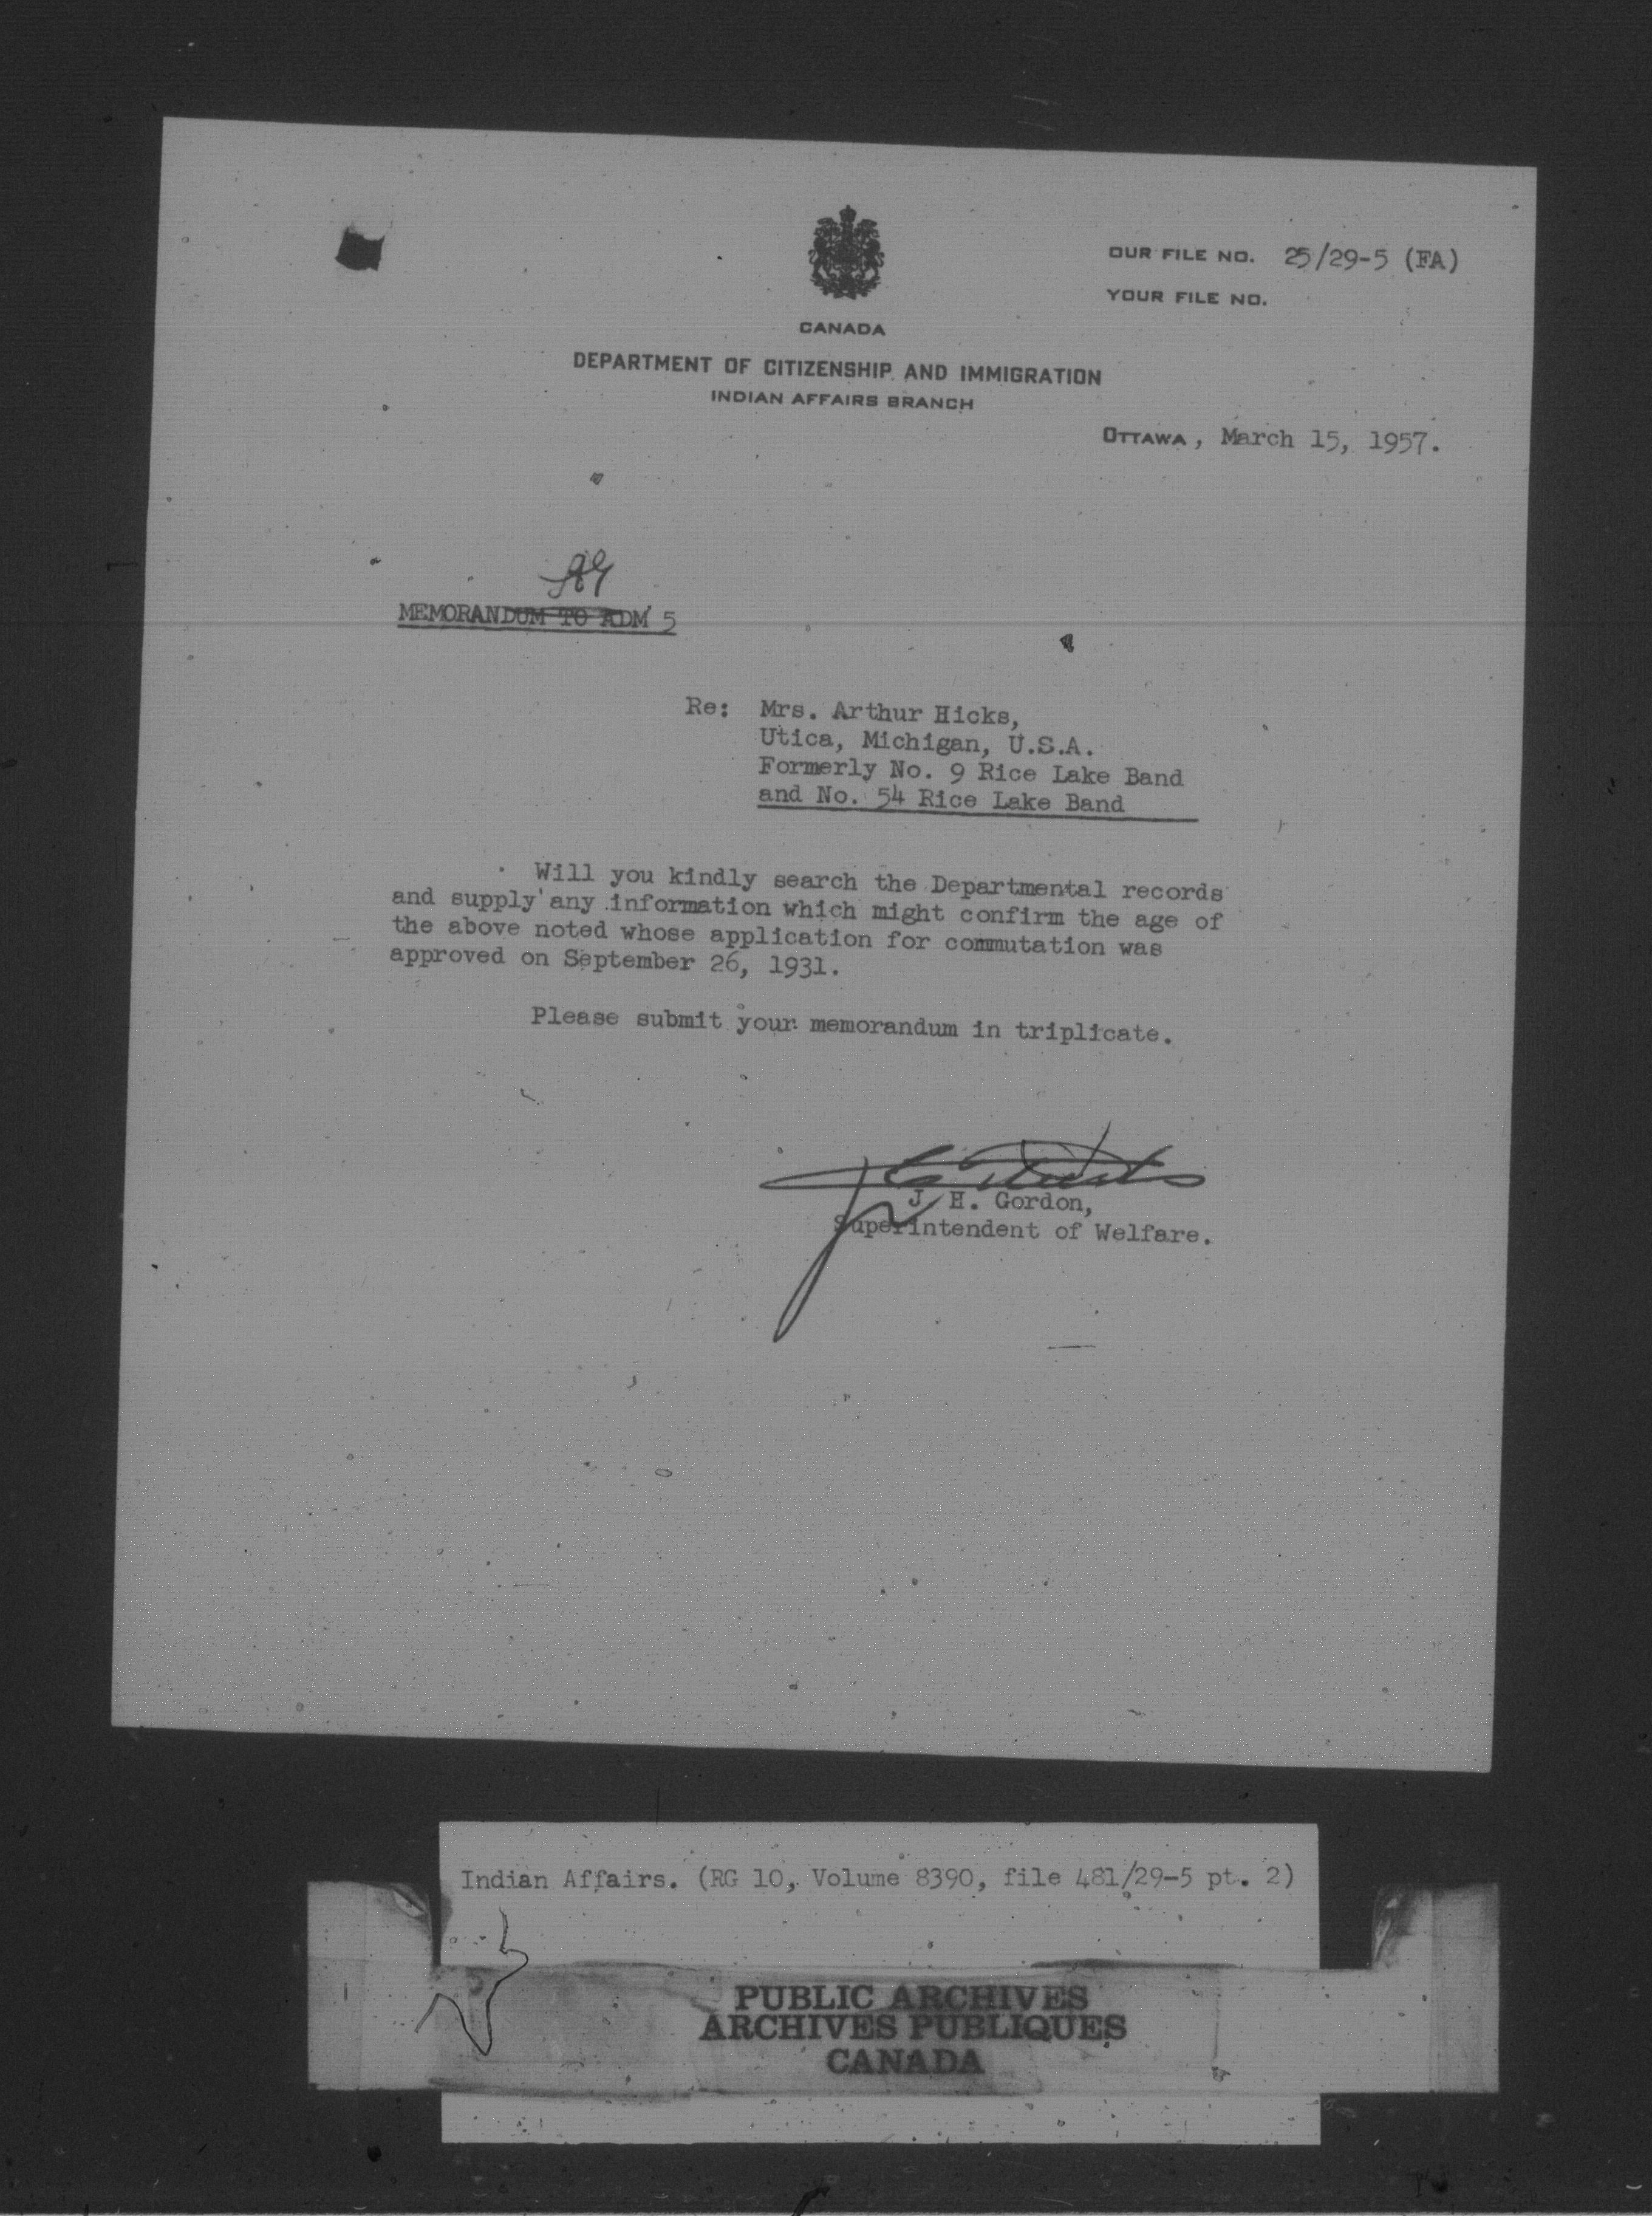 OUR FILE NO. 25/29-5 (FA)
YOUR FILE NO.
CANADA
DEPARTMENT OF CITIZENSHIP AND IMMIGRATION
INDIAN AFFAIRS BRANCH
OTTAWA, March 15, 1957.
MEMORANDUM TO ADM 5
Re: Mrs. Arthur Hicks,
Utica, Michigan, U.S.A.
Formerly No. 9 Rice Lake Band
and No. 54 Rice Lake Band
Will you kindly search the Departmental records
and supply any information which might confirm the age of
the above noted whose application for commutation was
approved on September 26, 1931.
Please submit your memorandum in triplicate.
J. H. Gordon,
Superintendent of Welfare.
Indian Affairs. (RG 10, Volume 8390, file 481/29-5 pt. 2)
PUBLIC ARCHIVES
ARCHIVES PUBLIQUES
CANADA